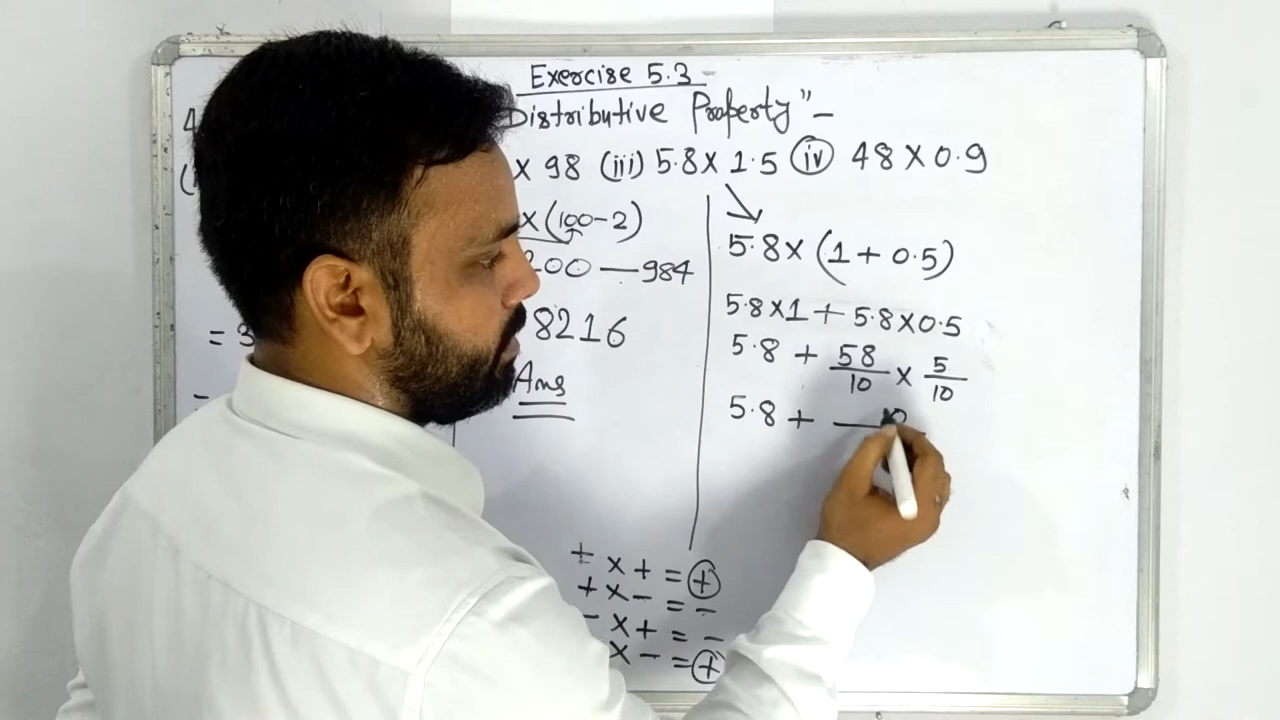 Exercise 5.3
Distributive Property" -
4
× 98 (iii) 5.8 × 1.5 (iv) 48 × 0.9
× (100 - 2)
200 — 984
8216
Ans
= 3
5.8 × (1 + 0.5)
5.8 × 1 + 5.8 × 0.5
5.8 + 58/10 × 5/10
5.8 +
+ × + = +
+ × - = -
- × + = -
× - = +